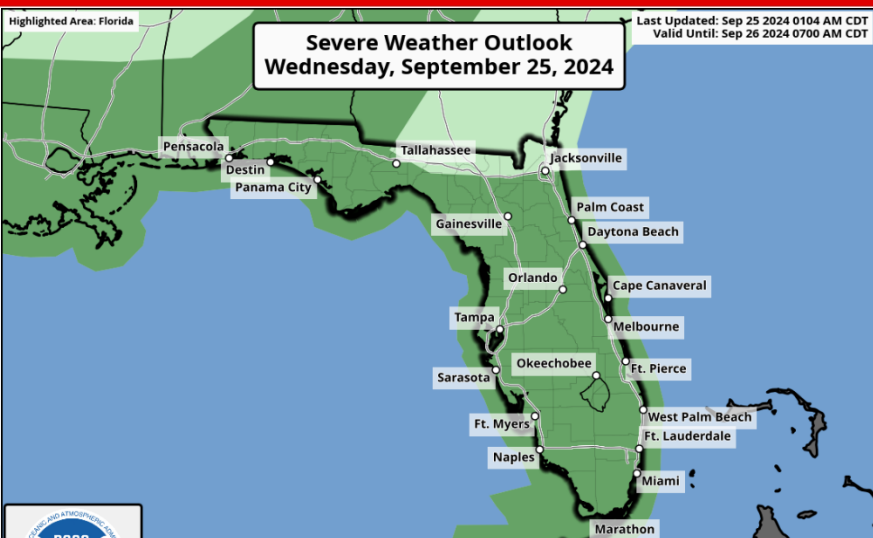 Highlighted Area: Florida
Last Updated: Sep 25 2024 0104 AM CDT
Valid Until: Sep 26 2024 0700 AM CDT
Severe Weather Outlook
Wednesday, September 25, 2024
Pensacola
Tallahassee
Jacksonville
Destin
Panama City
Palm Coast
Gainesville
Daytona Beach
Orlando
Cape Canaveral
Tampa
Melbourne
Okeechobee
Ft. Pierce
Sarasota
West Palm Beach
Ft. Myers
Ft. Lauderdale
Naples
Miami
Marathon